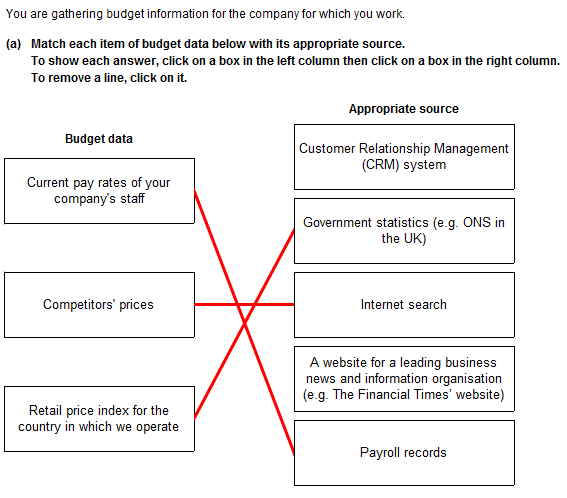 You are gathering budget information for the company for which you work.
(a) Match each item of budget data below with its appropriate source.
To show each answer, click on a box in the left column then click on a box in the right column.
To remove a line, click on it.
Budget data
Current pay rates of your
company's staff
Competitors' prices
Retail price index for the
country in which we operate
Appropriate source
Customer Relationship Management
(CRM) system
Government statistics (e.g. ONS in
the UK)
Internet search
A website for a leading business
news and information organisation
(e.g. The Financial Times' website)
Payroll records